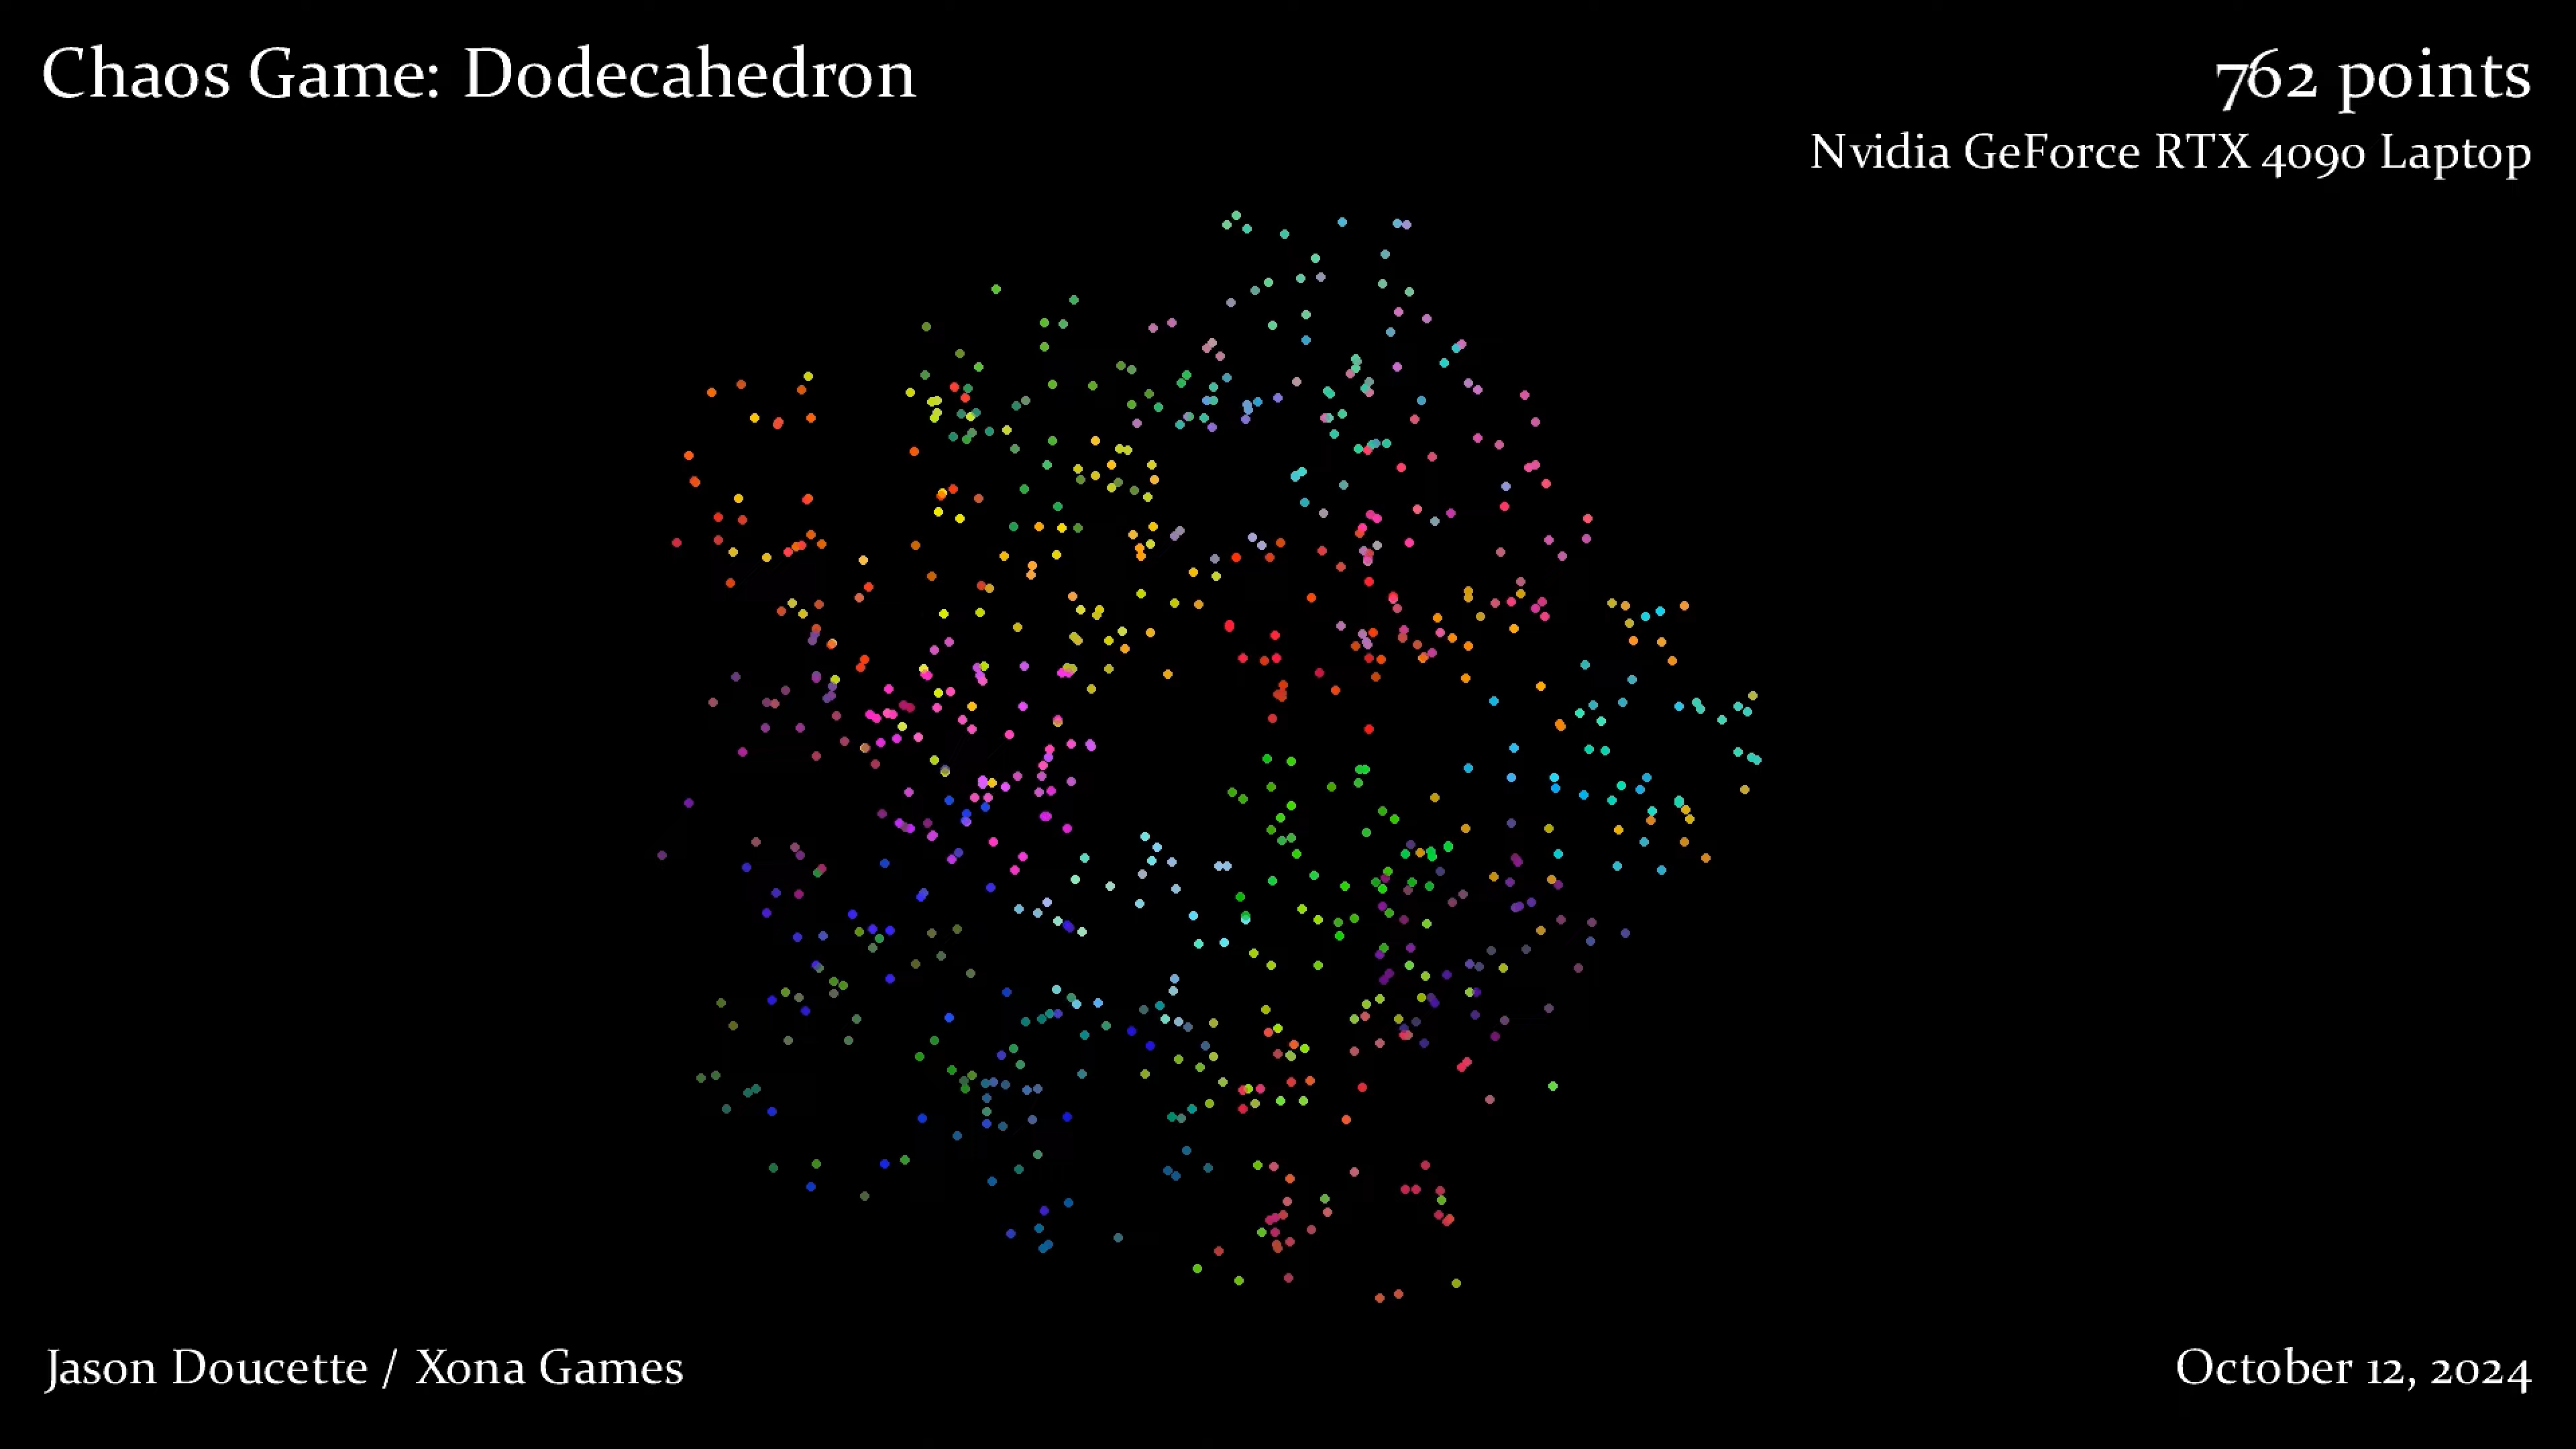 Chaos Game: Dodecahedron
762 points
Nvidia GeForce RTX 4090 Laptop
Jason Doucette / Xona Games
October 12, 2024